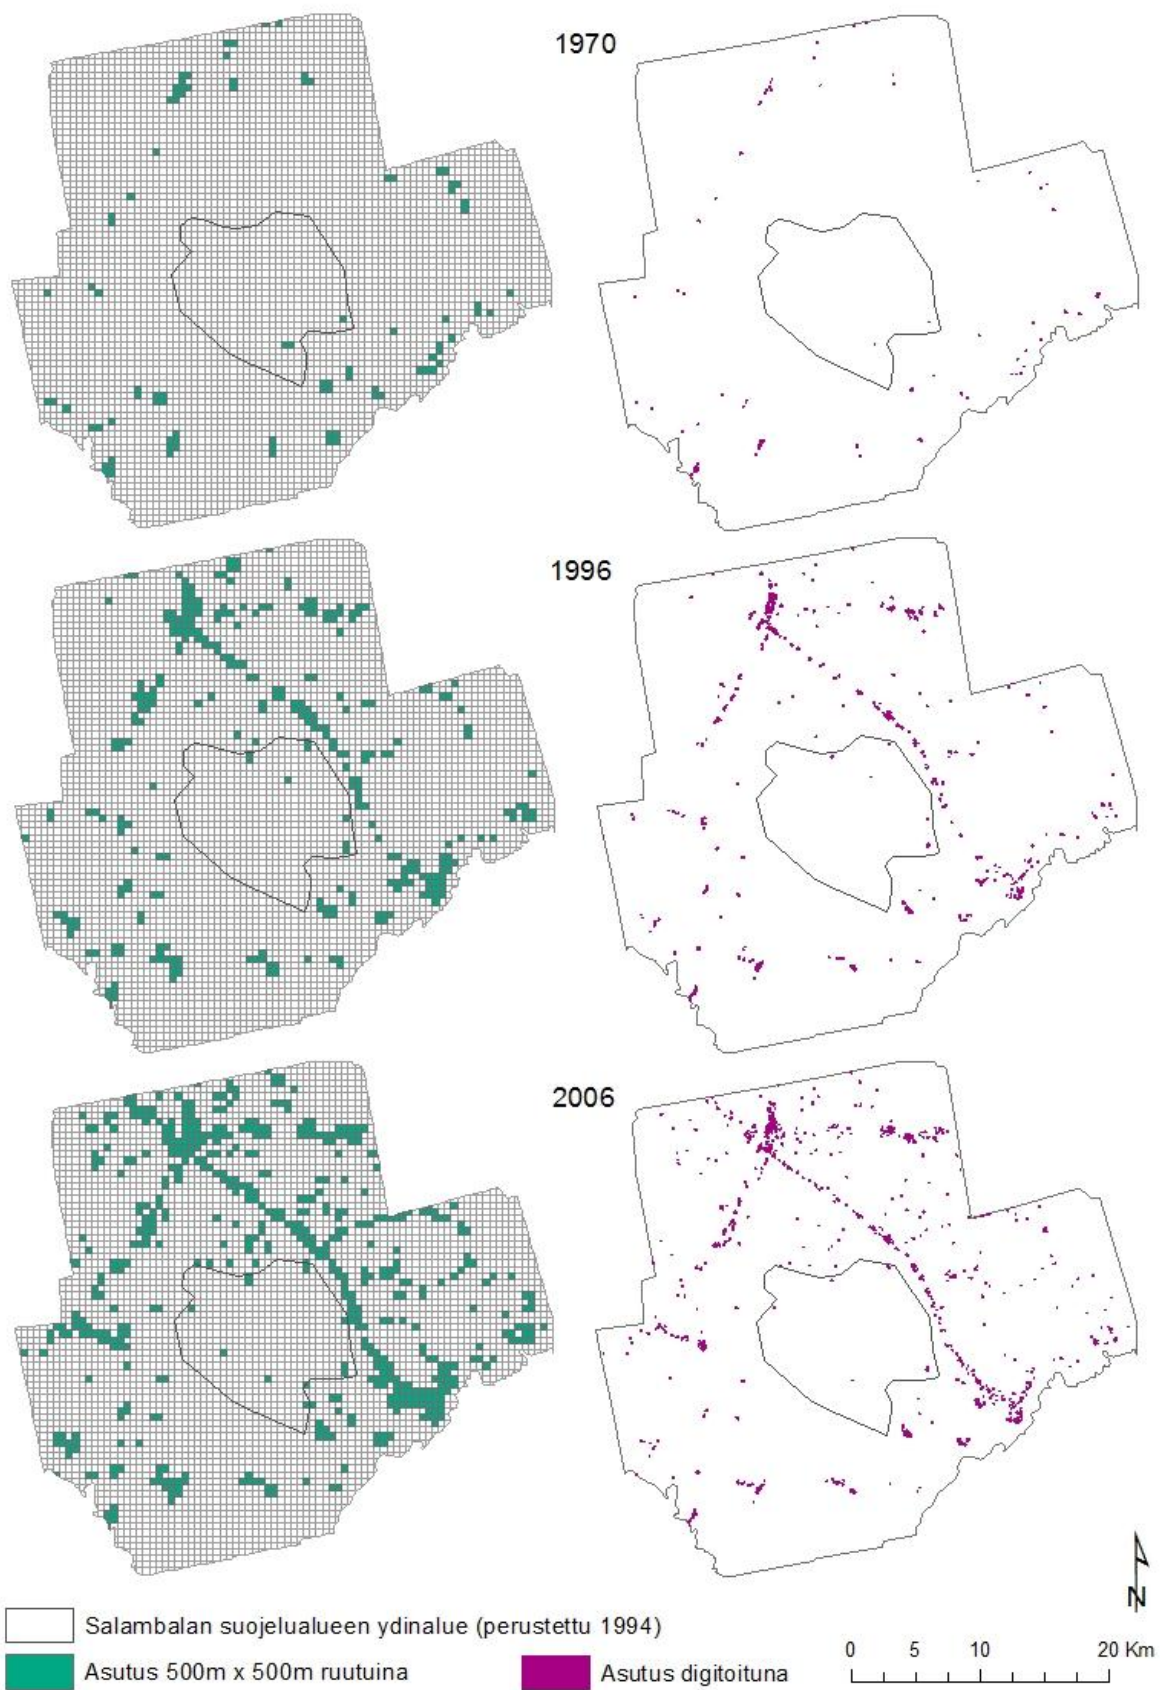 1970
1996
2006
N
Salambalan suojelualueen ydinalue (perustettu 1994)
Asutus 500m x 500m ruutuina
Asutus digitoituna
0 5 10 20 Km